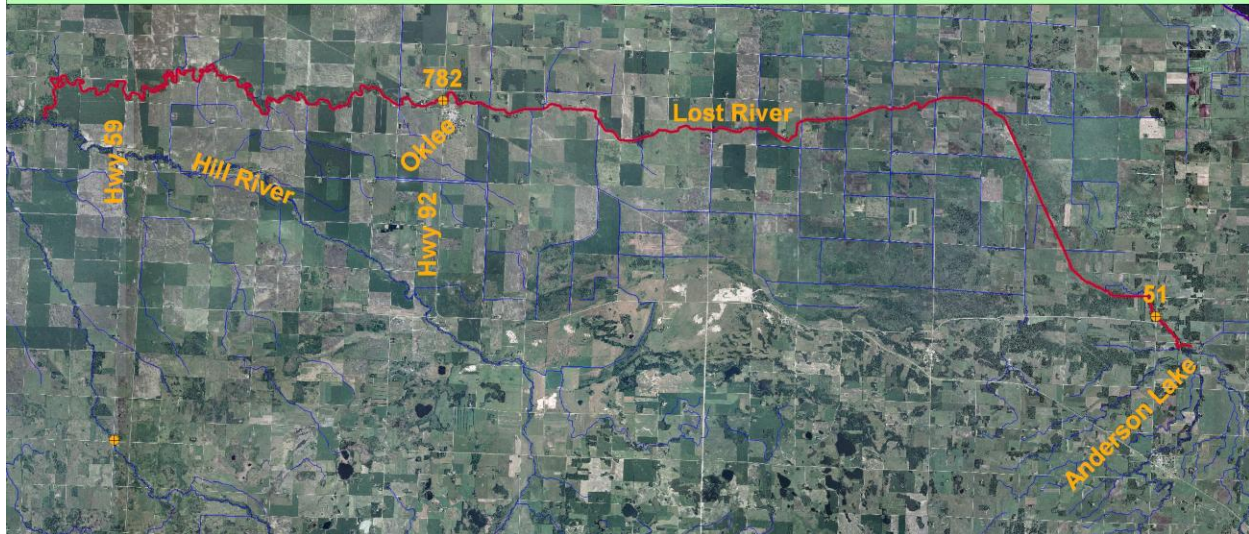 782
Lost River
Oklee
Hwy 59
Hill River
Hwy 92
51
Anderson Lake